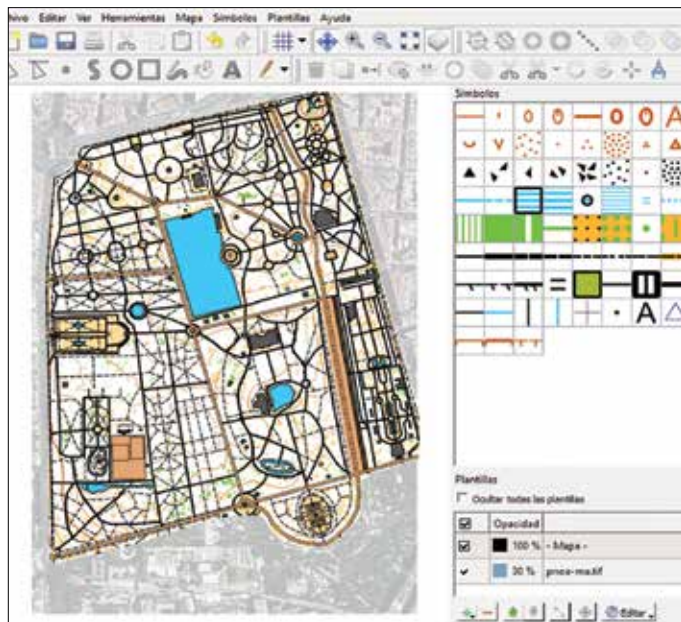 hivo Editar Ver Herramientas Mapa Símbolos Plantillas Ayuda
Símbolos
Plantillas
Ocultar todas las plantillas
Opacidad
100 % - Mapa -
30 % pnoa-ma.tif
Editar